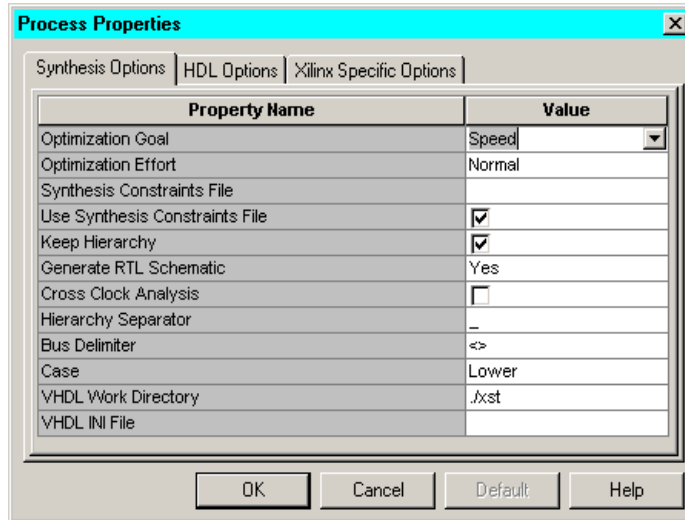 Process Properties
Synthesis Options HDL Options Xilinx Specific Options
Property Name Value
Optimization Goal Speed
Optimization Effort Normal
Synthesis Constraints File
Use Synthesis Constraints File
Keep Hierarchy
Generate RTL Schematic Yes
Cross Clock Analysis
Hierarchy Separator _
Bus Delimiter <>
Case Lower
VHDL Work Directory ./xst
VHDL INI File
OK Cancel Default Help